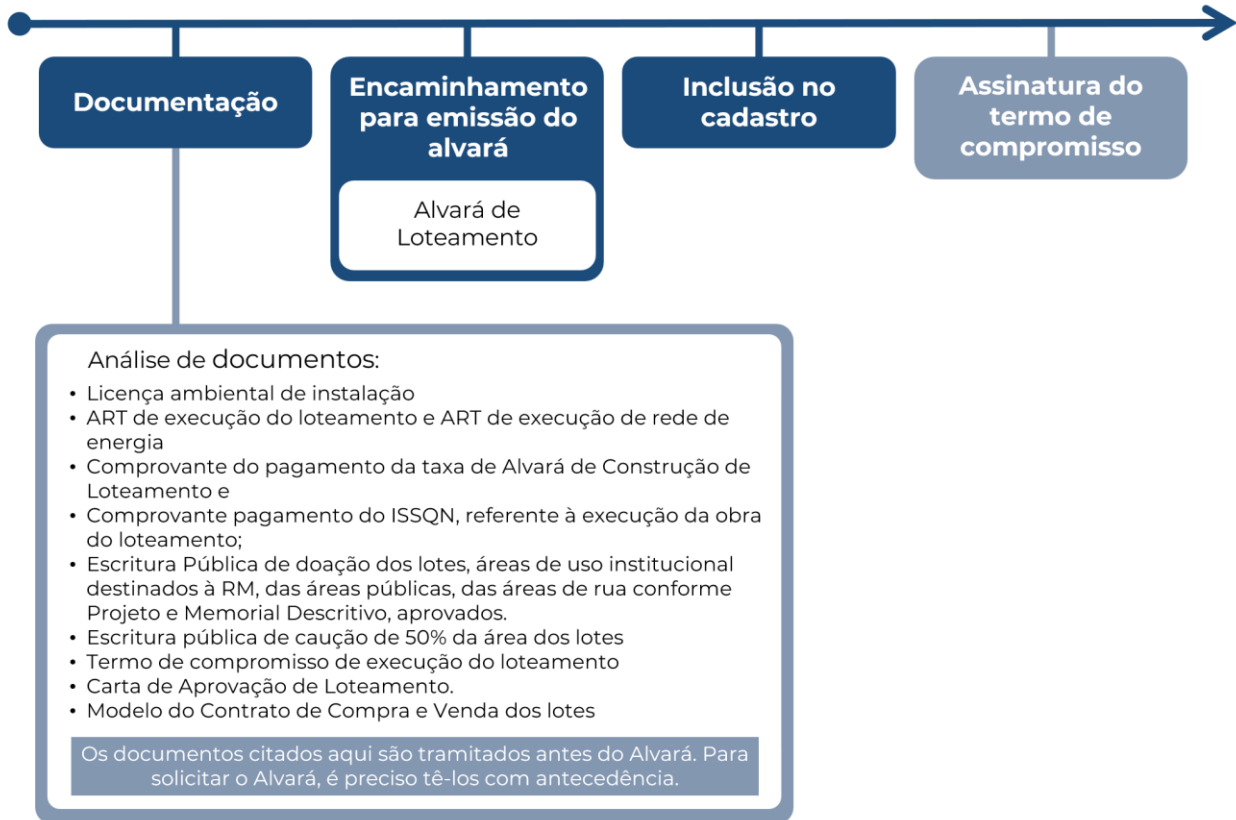 Documentação
Encaminhamento
para emissão do
alvará
Alvará de
Loteamento
Inclusão no
cadastro
Assinatura do
termo de
compromisso
Análise de documentos:
• Licença ambiental de instalação
• ART de execução do loteamento e ART de execução de rede de
energia
• Comprovante do pagamento da taxa de Alvará de Construção de
Loteamento e
• Comprovante pagamento do ISSQN, referente à execução da obra
do loteamento;
• Escritura Pública de doação dos lotes, áreas de uso institucional
destinados à RM, das áreas públicas, das áreas de rua conforme
Projeto e Memorial Descritivo, aprovados.
• Escritura pública de caução de 50% da área dos lotes
• Termo de compromisso de execução do loteamento
• Carta de Aprovação de Loteamento.
• Modelo do Contrato de Compra e Venda dos lotes
Os documentos citados aqui são tramitados antes do Alvará. Para
solicitar o Alvará, é preciso tê-los com antecedência.